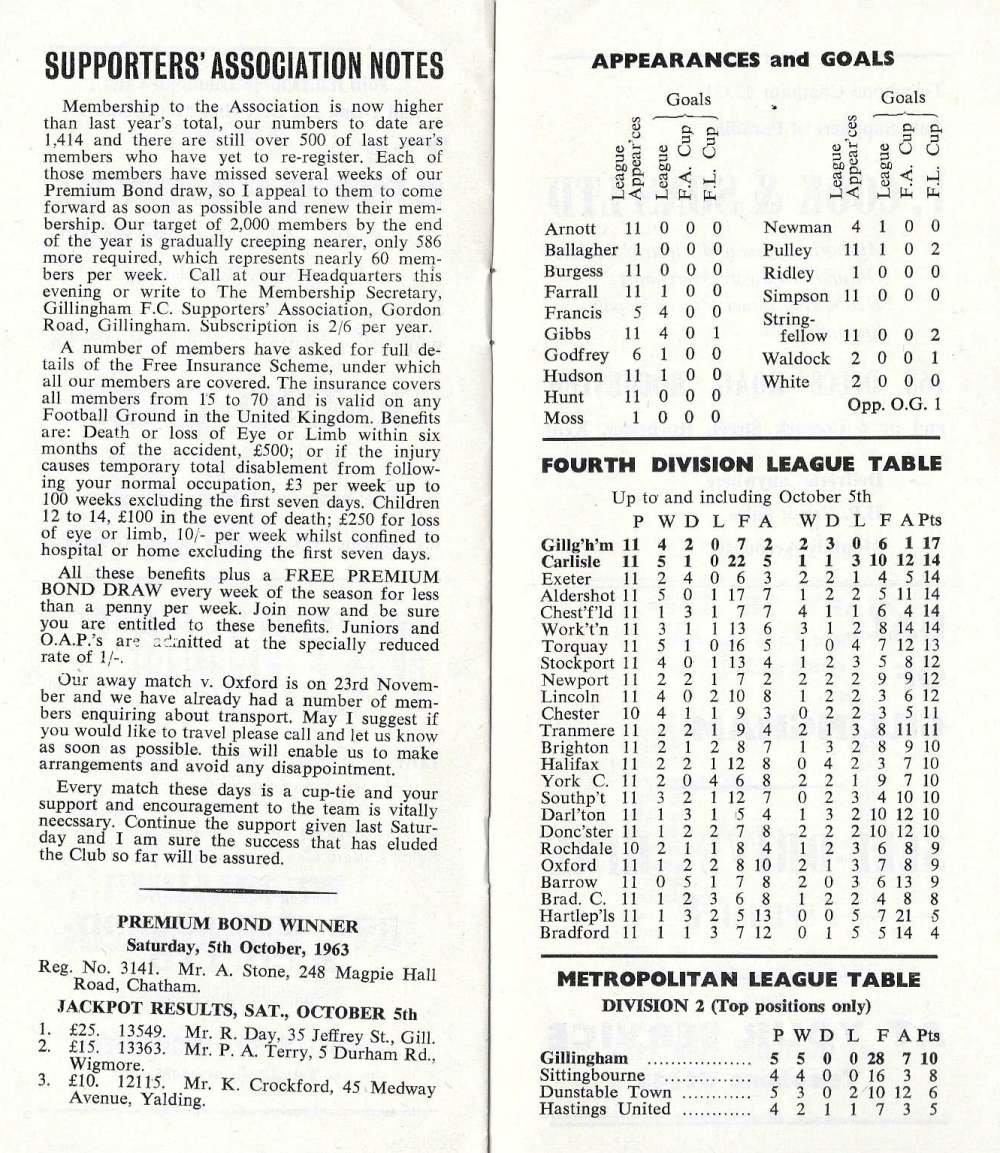 SUPPORTERS' ASSOCIATION NOTES
Membership to the Association is now higher
than last year's total, our numbers to date are
1,414 and there are still over 500 of last year's
members who have yet to re-register. Each of
those members have missed several weeks of our
Premium Bond draw, so I appeal to them to come
forward as soon as possible and renew their mem-
bership. Our target of 2,000 members by the end
of the year is gradually creeping nearer, only 586
more required, which represents nearly 60 mem-
bers per week. Call at our Headquarters this
evening or write to The Membership Secretary,
Gillingham F.C. Supporters' Association, Gordon
Road, Gillingham. Subscription is 2/6 per year.
A number of members have asked for full de-
tails of the Free Insurance Scheme, under which
all our members are covered. The insurance covers
all members from 15 to 70 and is valid on any
Football Ground in the United Kingdom. Benefits
are: Death or loss of Eye or Limb within six
months of the accident, £500; or if the injury
causes temporary total disablement from follow-
ing your normal occupation, £3 per week up to
100 weeks excluding the first seven days. Children
12 to 14, £100 in the event of death; £250 for loss
of eye or limb, 10/- per week whilst confined to
hospital or home excluding the first seven days.
All these benefits plus a FREE PREMIUM
BOND DRAW every week of the season for less
than a penny per week. Join now and be sure
you are entitled to these benefits. Juniors and
O.A.P.'s are admitted at the specially reduced
rate of 1/-.
Our away match v. Oxford is on 23rd Novem-
ber and we have already had a number of mem-
bers enquiring about transport. May I suggest if
you would like to travel please call and let us know
as soon as possible. this will enable us to make
arrangements and avoid any disappointment.
Every match these days is a cup-tie and your
support and encouragement to the team is vitally
neecssary. Continue the support given last Satur-
day and I am sure the success that has eluded
the Club so far will be assured.
PREMIUM BOND WINNER
Saturday, 5th October, 1963
Reg. No. 3141. Mr. A. Stone, 248 Magpie Hall
Road, Chatham.
JACKPOT RESULTS, SAT., OCTOBER 5th
1. £25. 13549. Mr. R. Day, 35 Jeffrey St., Gill.
2. £15. 13363. Mr. P. A. Terry, 5 Durham Rd.,
Wigmore.
3. £10. 12115. Mr. K. Crockford, 45 Medway
Avenue, Yalding.
APPEARANCES and GOALS
Goals
League Appear'ces League F.A. Cup F.L. Cup
Arnott 11 0 0 0
Ballagher 1 0 0 0
Burgess 11 0 0 0
Farrall 11 1 0 0
Francis 5 4 0 0
Gibbs 11 4 0 1
Godfrey 6 1 0 0
Hudson 11 1 0 0
Hunt 11 0 0 0
Moss 1 0 0 0
Goals
League Appear'ces League F.A. Cup F.L. Cup
Newman 4 1 0 0
Pulley 11 1 0 2
Ridley 1 0 0 0
Simpson 11 0 0 0
String-
fellow 11 0 0 2
Waldock 2 0 0 1
White 2 0 0 0
Opp. O.G. 1
FOURTH DIVISION LEAGUE TABLE
Up to and including October 5th
P W D L F A W D L F A Pts
Gillg'h'm 11 4 2 0 7 2 2 3 0 6 1 17
Carlisle 11 5 1 0 22 5 1 1 3 10 12 14
Exeter 11 2 4 0 6 3 2 2 1 4 5 14
Aldershot 11 5 0 1 17 7 1 2 2 5 11 14
Chest'f'ld 11 1 3 1 7 7 4 1 1 6 4 14
Work't'n 11 3 1 1 13 6 3 1 2 8 14 14
Torquay 11 5 1 0 16 5 1 0 4 7 12 13
Stockport 11 4 0 1 13 4 1 2 3 5 8 12
Newport 11 2 2 1 7 2 2 2 2 9 9 12
Lincoln 11 4 0 2 10 8 1 2 2 3 6 12
Chester 10 4 1 1 9 3 0 2 2 3 5 11
Tranmere 11 2 2 1 9 4 2 1 3 8 11 11
Brighton 11 2 1 2 8 7 1 3 2 8 9 10
Halifax 11 2 2 1 12 8 0 4 2 3 7 10
York C. 11 2 0 4 6 8 2 2 1 9 7 10
Southp't 11 3 2 1 12 7 0 2 3 4 10 10
Darl'ton 11 1 3 1 5 4 1 3 2 10 12 10
Donc'ster 11 1 2 2 7 8 2 2 2 10 12 10
Rochdale 10 2 1 1 8 4 1 2 3 6 8 9
Oxford 11 1 2 2 8 10 2 1 3 7 8 9
Barrow 11 0 5 1 7 8 2 0 3 6 13 9
Brad. C. 11 1 2 3 6 8 1 2 2 4 8 8
Hartlep'ls 11 1 3 2 5 13 0 0 5 7 21 5
Bradford 11 1 1 3 7 12 0 1 5 5 14 4
METROPOLITAN LEAGUE TABLE
DIVISION 2 (Top positions only)
P W D L F A Pts
Gillingham .................. 5 5 0 0 28 7 10
Sittingbourne ............... 4 4 0 0 16 3 8
Dunstable Town ............ 5 3 0 2 10 12 6
Hastings United ............ 4 2 1 1 7 3 5